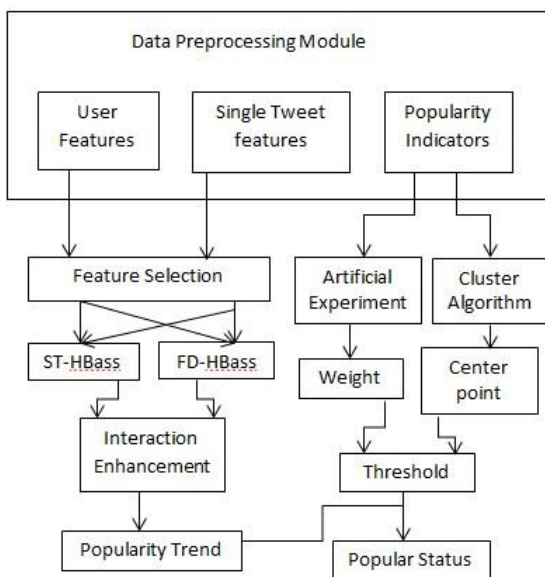 Data Preprocessing Module
User
Features
Single Tweet
features
Popularity
Indicators
Feature Selection
Artificial
Experiment
Cluster
Algorithm
ST-HBass
FD-HBass
Weight
Center
point
Interaction
Enhancement
Threshold
Popularity Trend
Popular Status